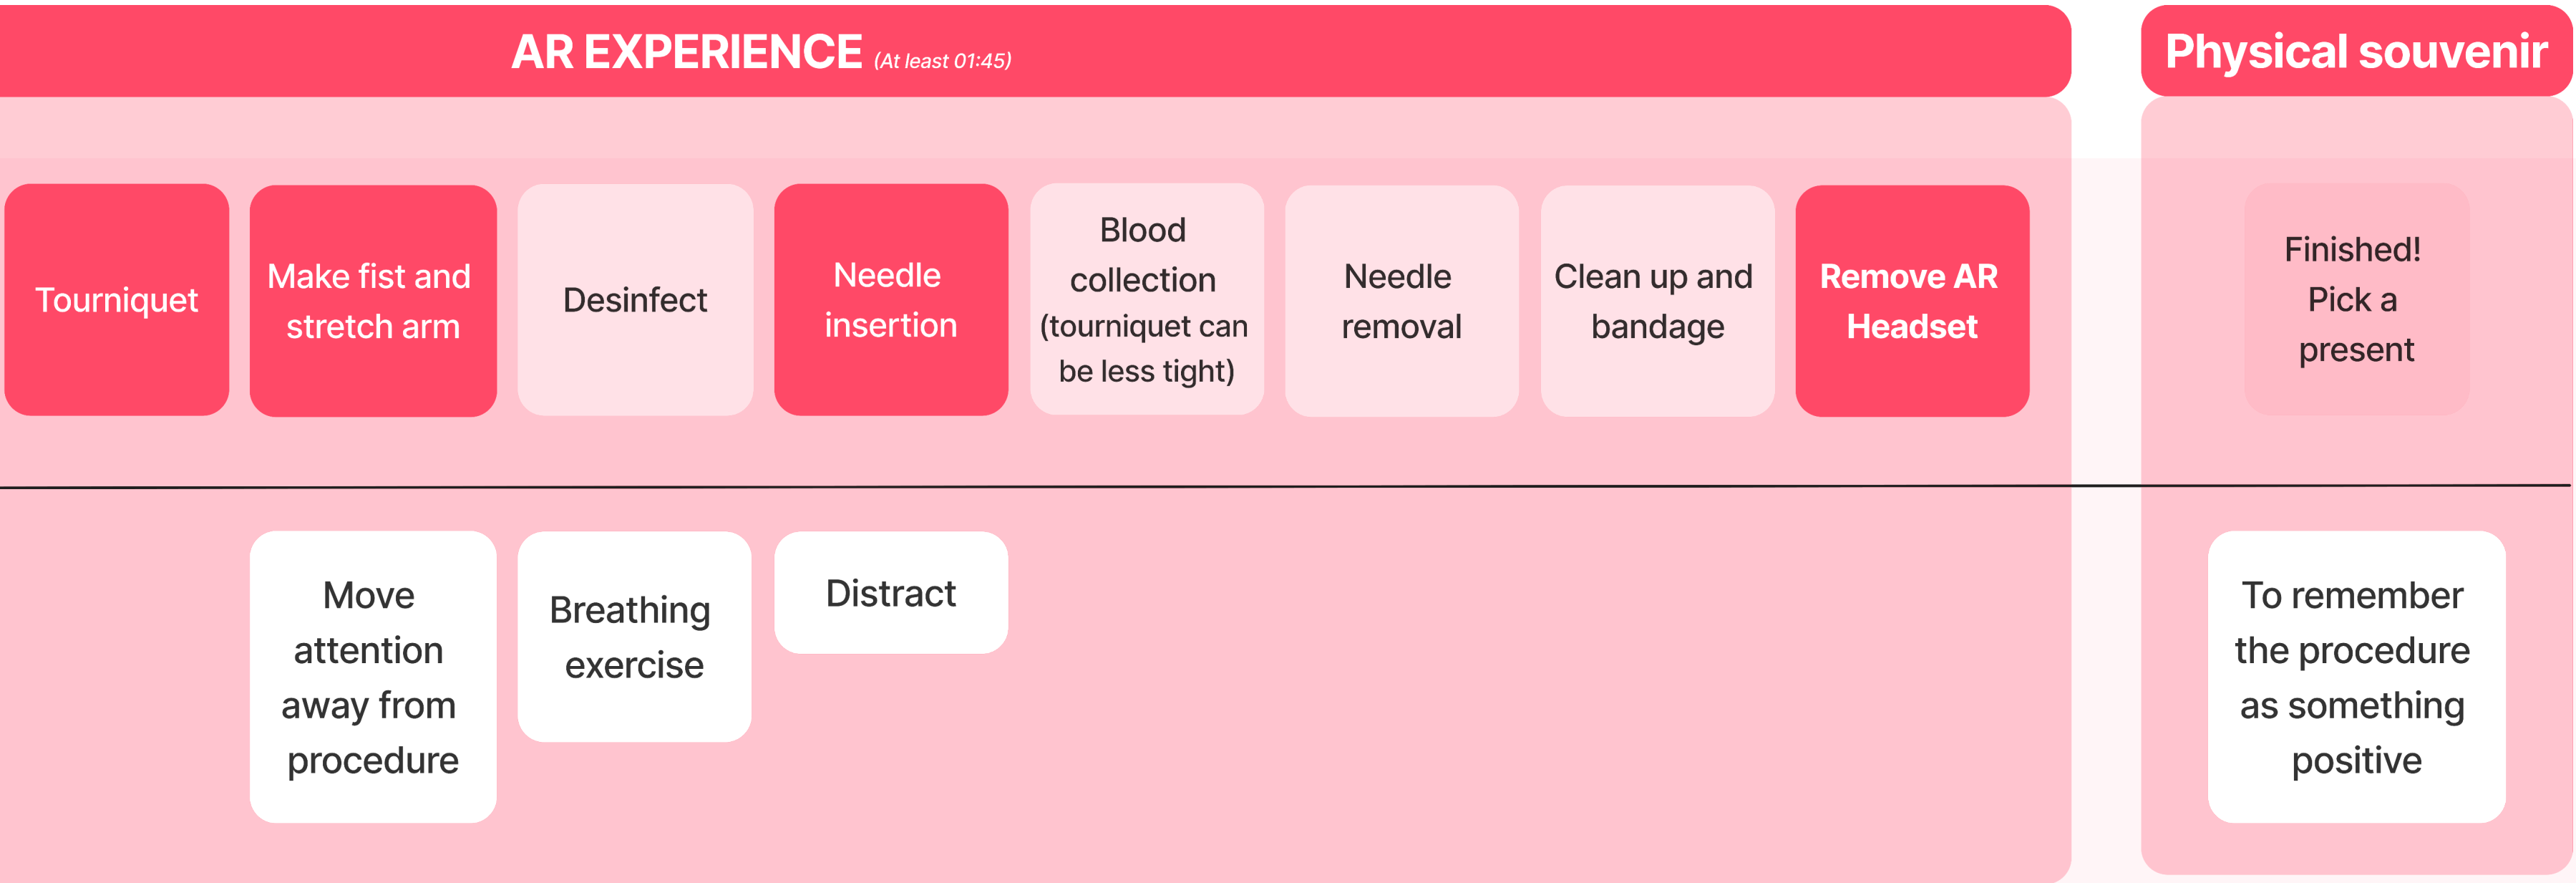 AR EXPERIENCE (At least 01:45)
Physical souvenir
Tourniquet
Make fist and
stretch arm
Desinfect
Needle
insertion
Blood
collection
(tourniquet can
be less tight)
Needle
removal
Clean up and
bandage
Remove AR
Headset
Finished!
Pick a
present
Move
attention
away from
procedure
Breathing
exercise
Distract
To remember
the procedure
as something
positive